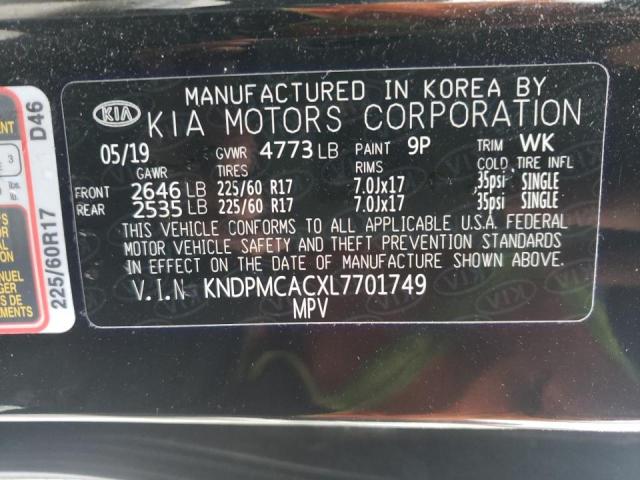 MANUFACTURED IN KOREA BY
KIA KIA MOTORS CORPORATION
05/19 GVWR 4773 LB PAINT 9P TRIM WK
GAWR TIRES RIMS COLD TIRE INFL
FRONT 2646 LB 225/60 R17 7.0Jx17 35psi SINGLE
REAR 2535 LB 225/60 R17 7.0Jx17 35psi SINGLE
THIS VEHICLE CONFORMS TO ALL APPLICABLE U.S.A. FEDERAL
MOTOR VEHICLE SAFETY AND THEFT PREVENTION STANDARDS
IN EFFECT ON THE DATE OF MANUFACTURE SHOWN ABOVE.
V.I.N KNDPMCACXL7701749
MPV
D46
225/60R17
3
lbs.